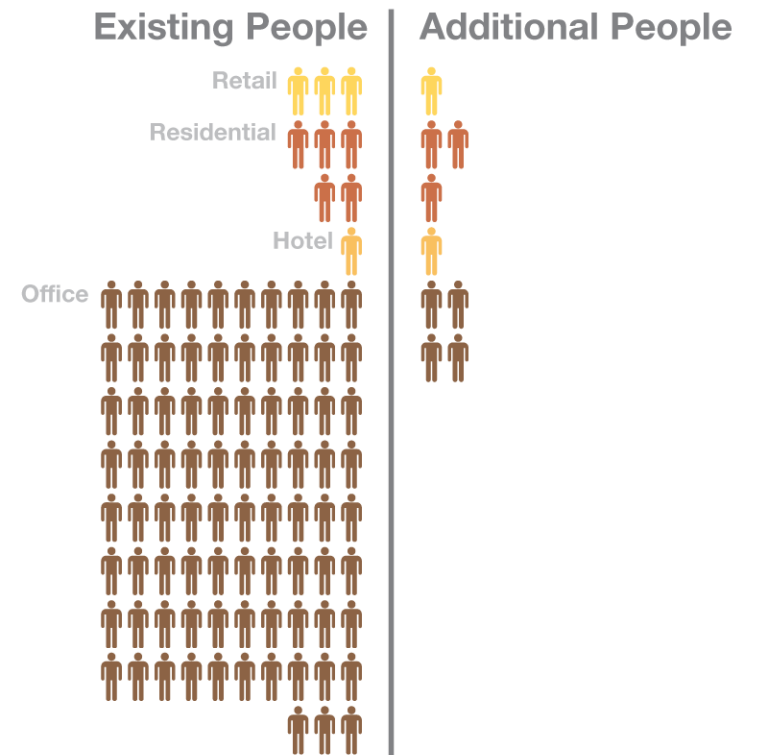 Existing People
Additional People
Retail
Residential
Hotel
Office